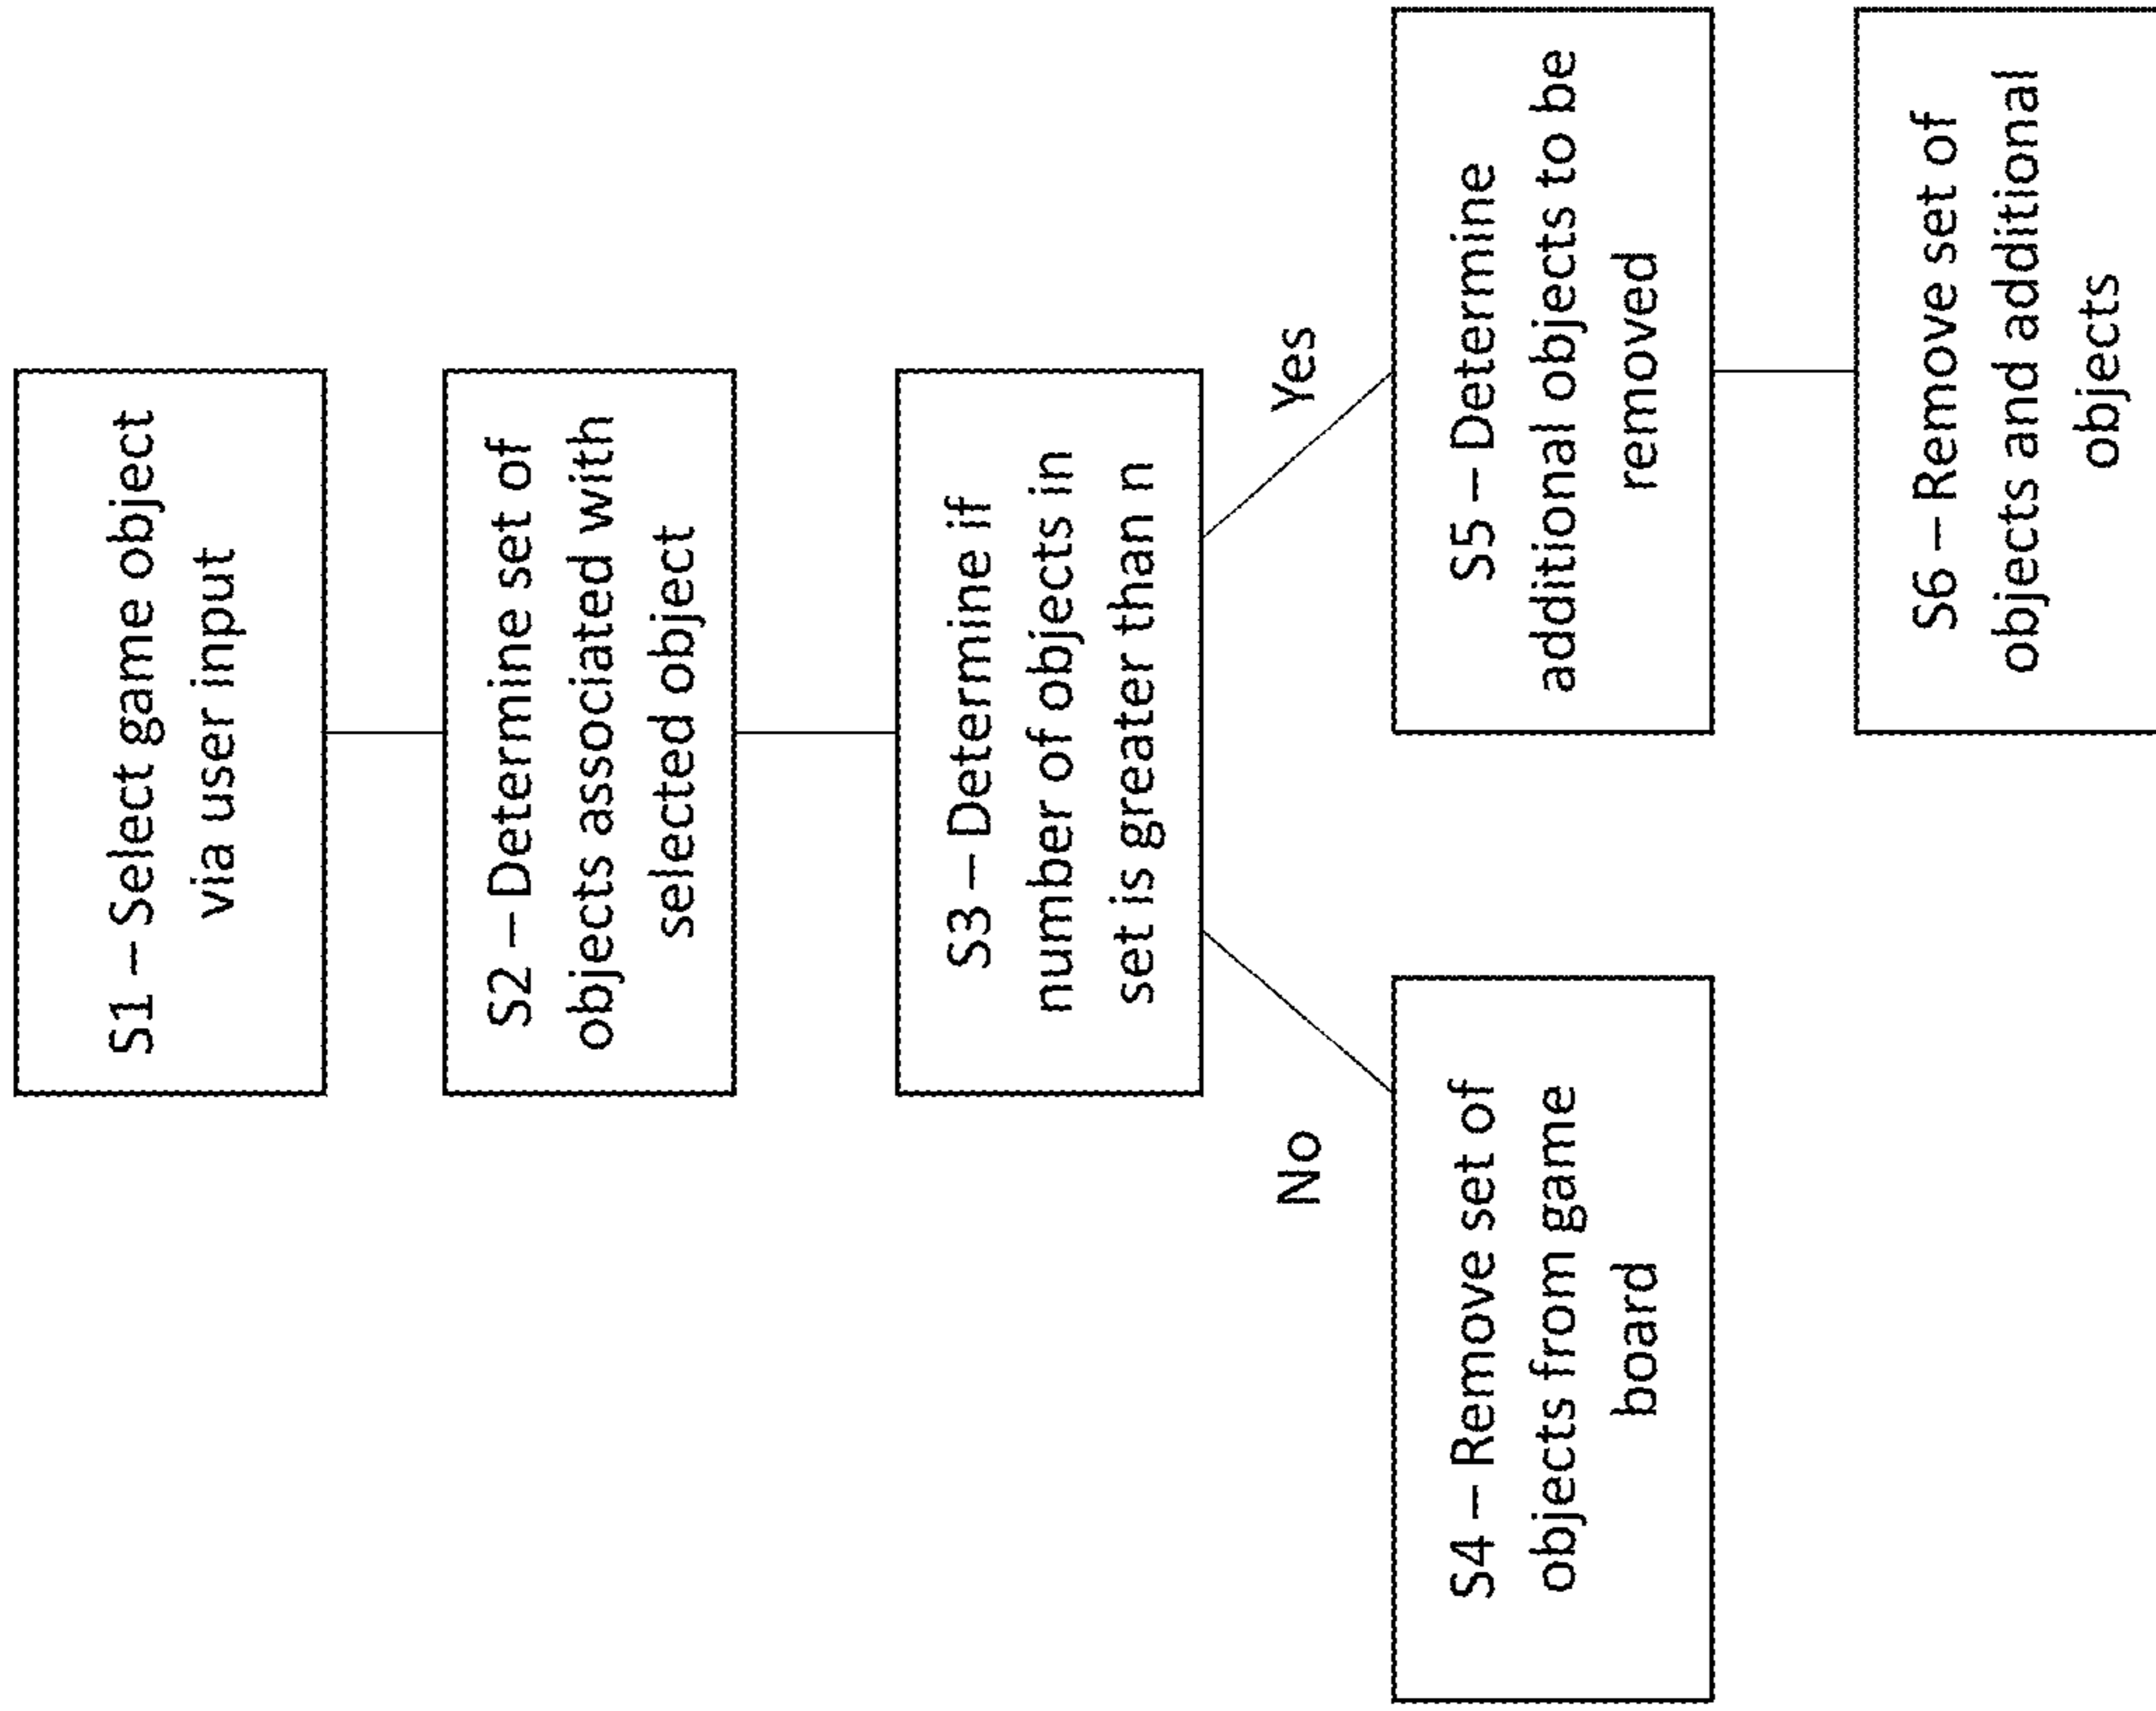 S1 – Select game object
via user input
S2 – Determine set of
objects associated with
selected object
S3 – Determine if
number of objects in
set is greater than n
No
Yes
S4 – Remove set of
objects from game
board
S5 – Determine
additional objects to be
removed
S6 – Remove set of
objects and additional
objects